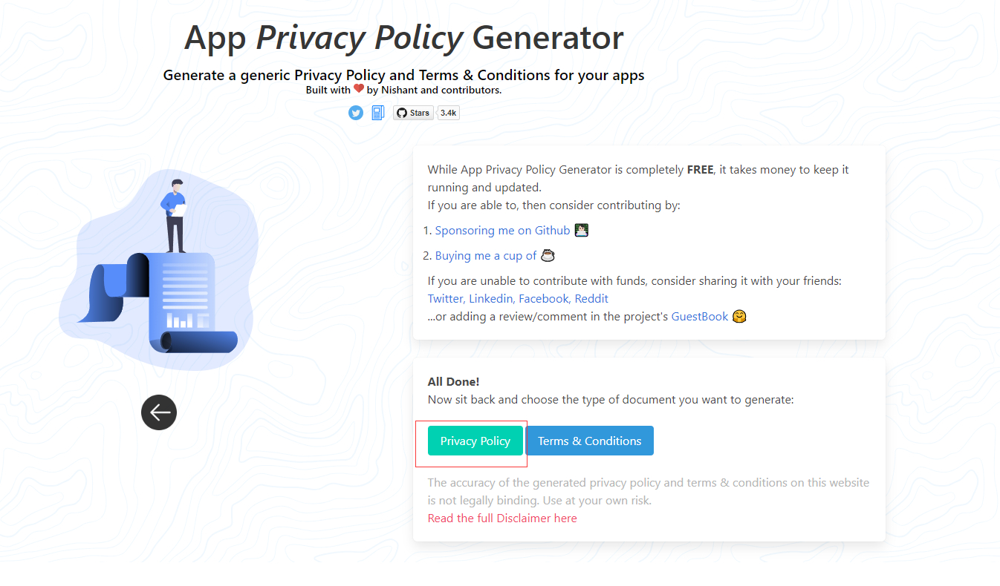 App Privacy Policy Generator
Generate a generic Privacy Policy and Terms & Conditions for your apps
Built with ❤ by Nishant and contributors.
Stars 3.4k
While App Privacy Policy Generator is completely FREE, it takes money to keep it
running and updated.
If you are able to, then consider contributing by:
1. Sponsoring me on Github 👨🏻‍💻
2. Buying me a cup of ☕
If you are unable to contribute with funds, consider sharing it with your friends:
Twitter, Linkedin, Facebook, Reddit
...or adding a review/comment in the project's GuestBook 🤗
All Done!
Now sit back and choose the type of document you want to generate:
Privacy Policy Terms & Conditions
The accuracy of the generated privacy policy and terms & conditions on this website
is not legally binding. Use at your own risk.
Read the full Disclaimer here